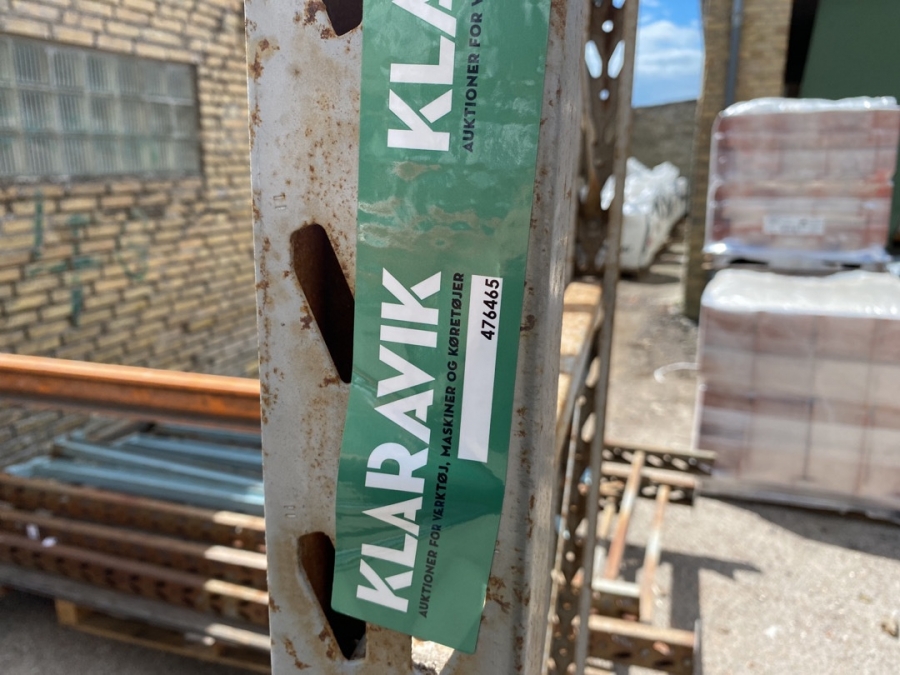 KLA
AUKTIONER FOR V
KLARAVIK
AUKTIONER FOR VÆRKTØJ, MASKINER OG KØRETØJER
476465